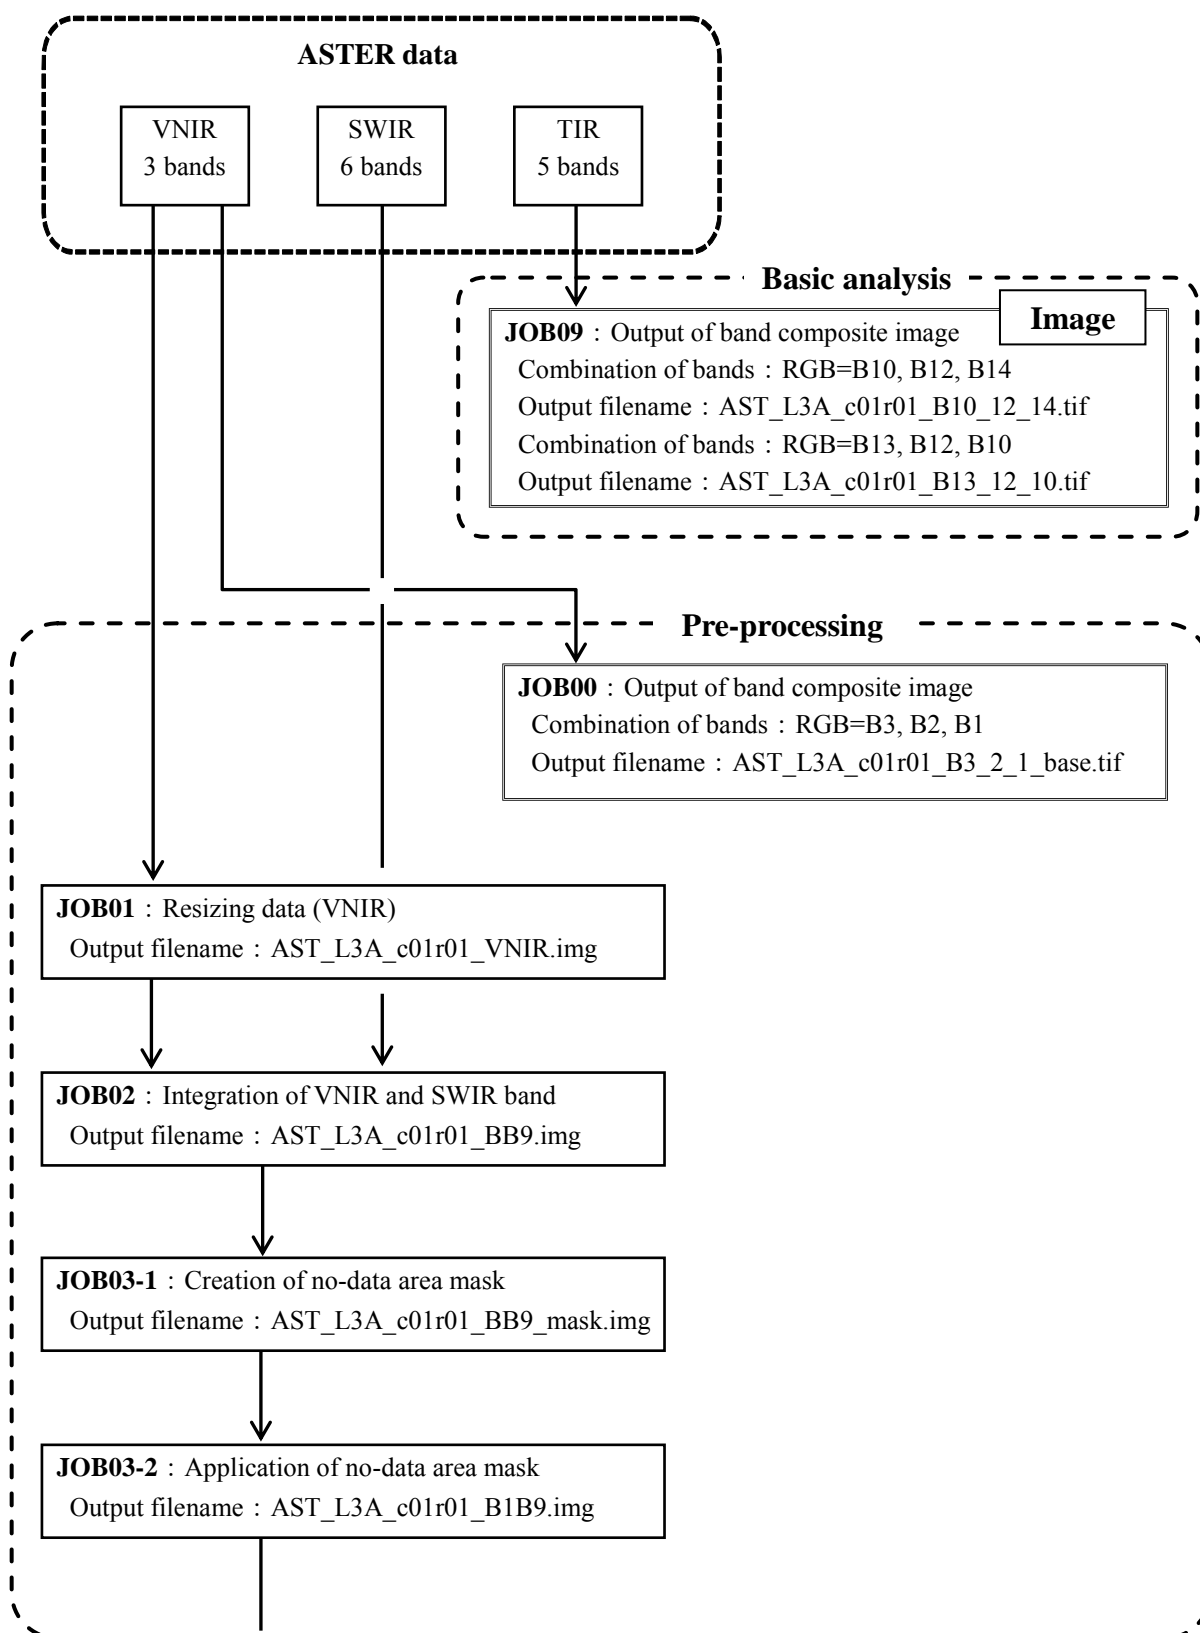 ASTER data
VNIR
3 bands
SWIR
6 bands
TIR
5 bands
Basic analysis
Image
JOB09：Output of band composite image
Combination of bands：RGB=B10, B12, B14
Output filename：AST_L3A_c01r01_B10_12_14.tif
Combination of bands：RGB=B13, B12, B10
Output filename：AST_L3A_c01r01_B13_12_10.tif
Pre-processing
JOB00：Output of band composite image
Combination of bands：RGB=B3, B2, B1
Output filename：AST_L3A_c01r01_B3_2_1_base.tif
JOB01：Resizing data (VNIR)
Output filename：AST_L3A_c01r01_VNIR.img
JOB02：Integration of VNIR and SWIR band
Output filename：AST_L3A_c01r01_BB9.img
JOB03-1：Creation of no-data area mask
Output filename：AST_L3A_c01r01_BB9_mask.img
JOB03-2：Application of no-data area mask
Output filename：AST_L3A_c01r01_B1B9.img